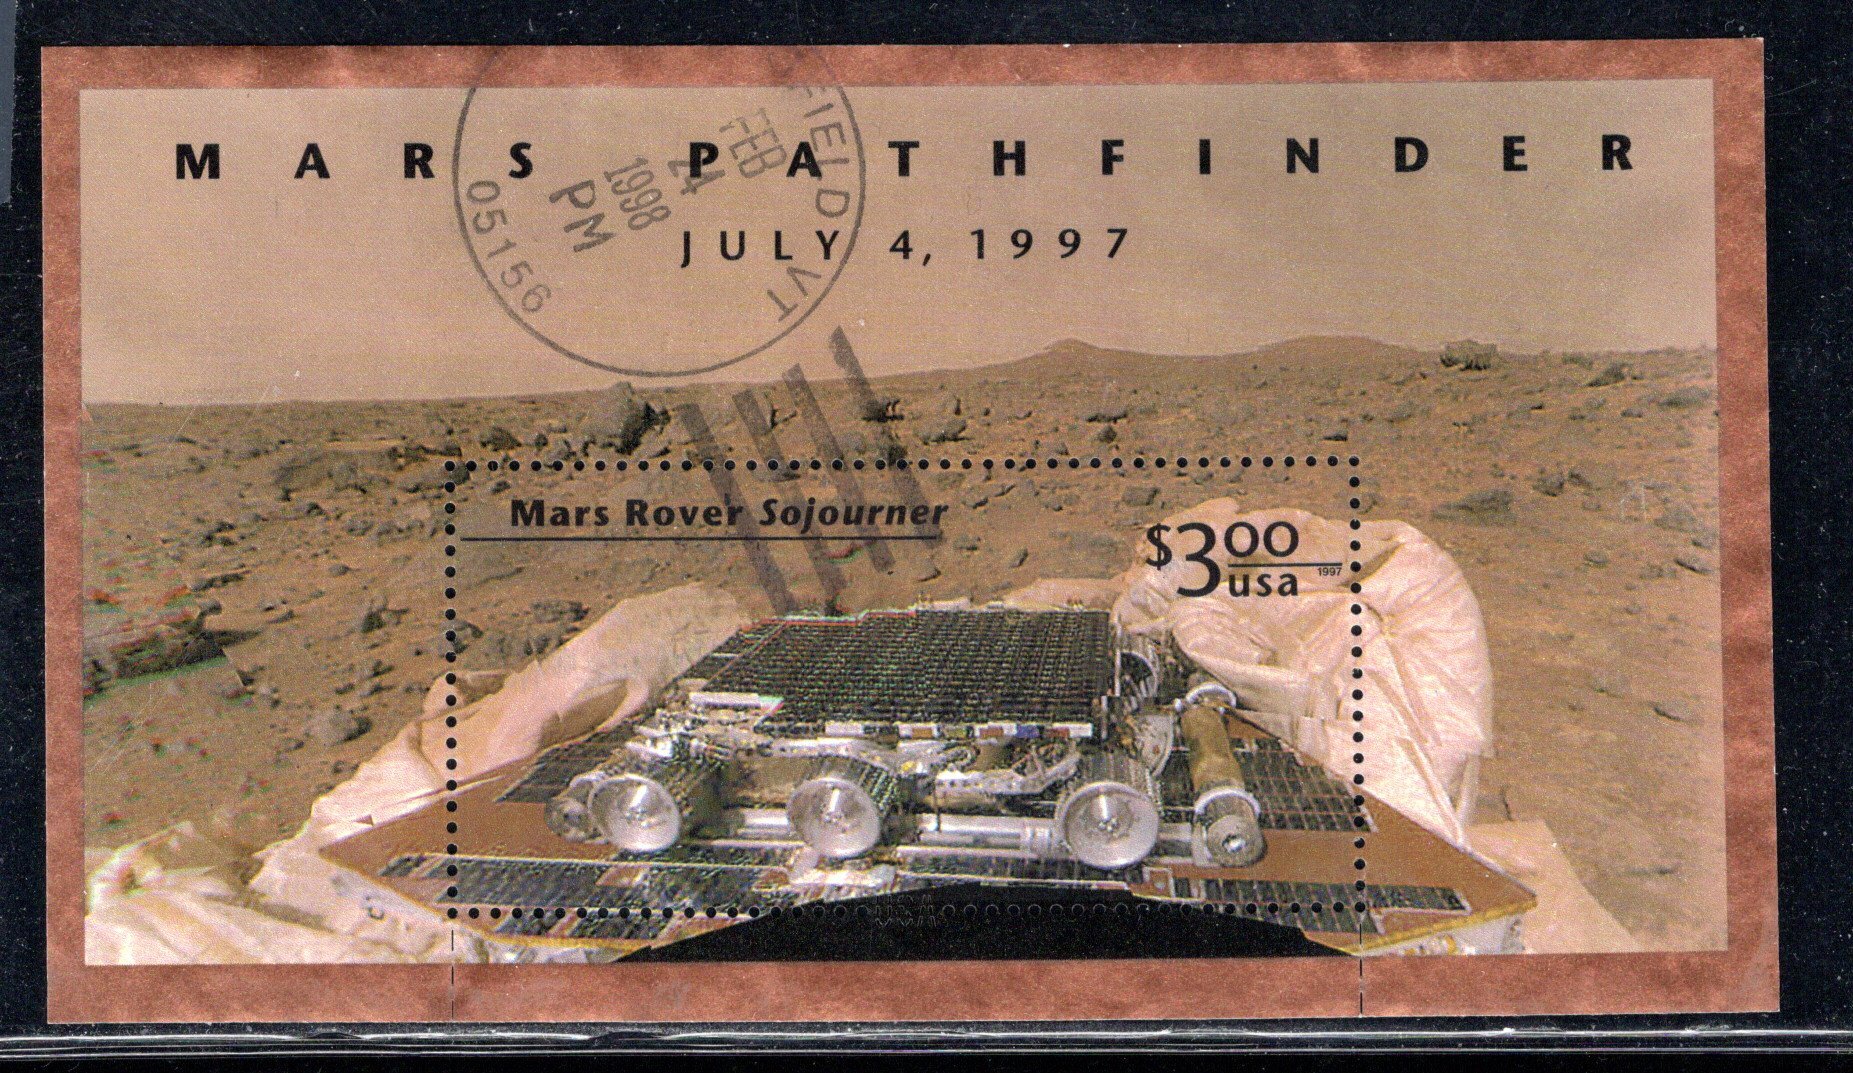 MARS PATHFINDER
JULY 4, 1997
FIELD VT
FEB
24
1998
PM
05156
Mars Rover Sojourner
$3.00
usa
1997